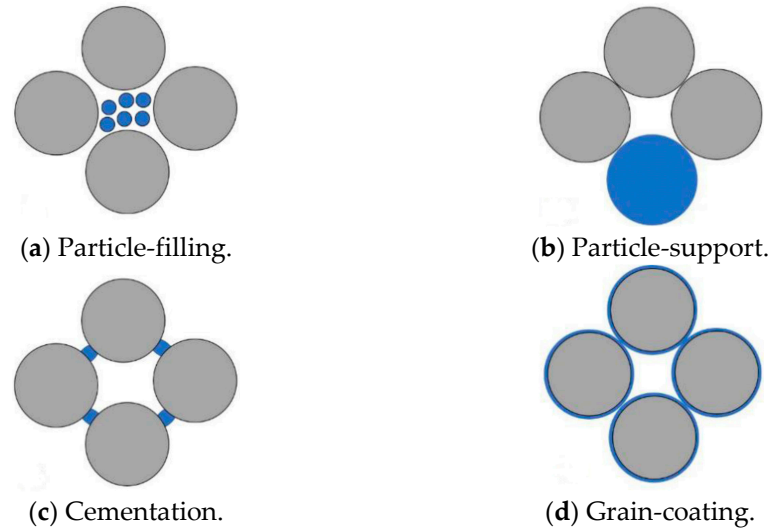 (a) Particle-filling.
(b) Particle-support.
(c) Cementation.
(d) Grain-coating.